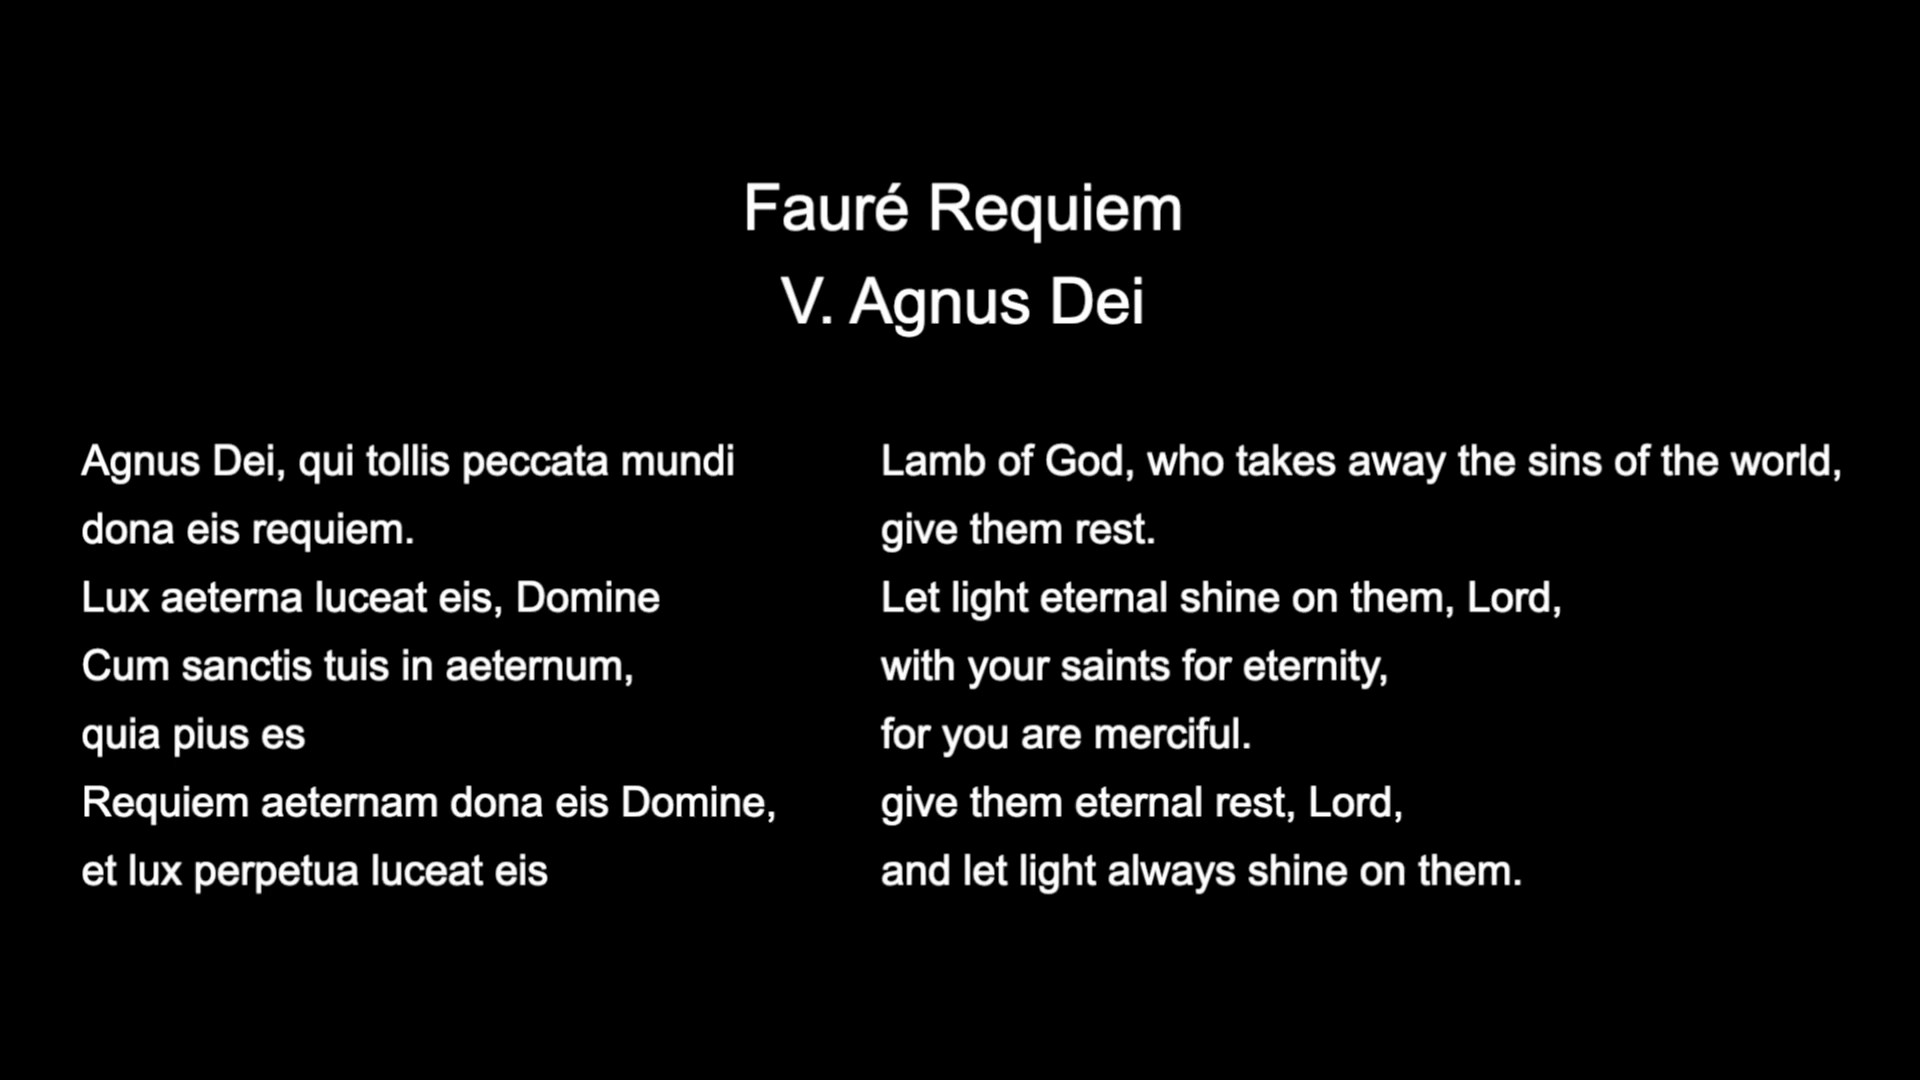 Fauré Requiem
V. Agnus Dei
Agnus Dei, qui tollis peccata mundi
dona eis requiem.
Lux aeterna luceat eis, Domine
Cum sanctis tuis in aeternum,
quia pius es
Requiem aeternam dona eis Domine,
et lux perpetua luceat eis
Lamb of God, who takes away the sins of the world,
give them rest.
Let light eternal shine on them, Lord,
with your saints for eternity,
for you are merciful.
give them eternal rest, Lord,
and let light always shine on them.